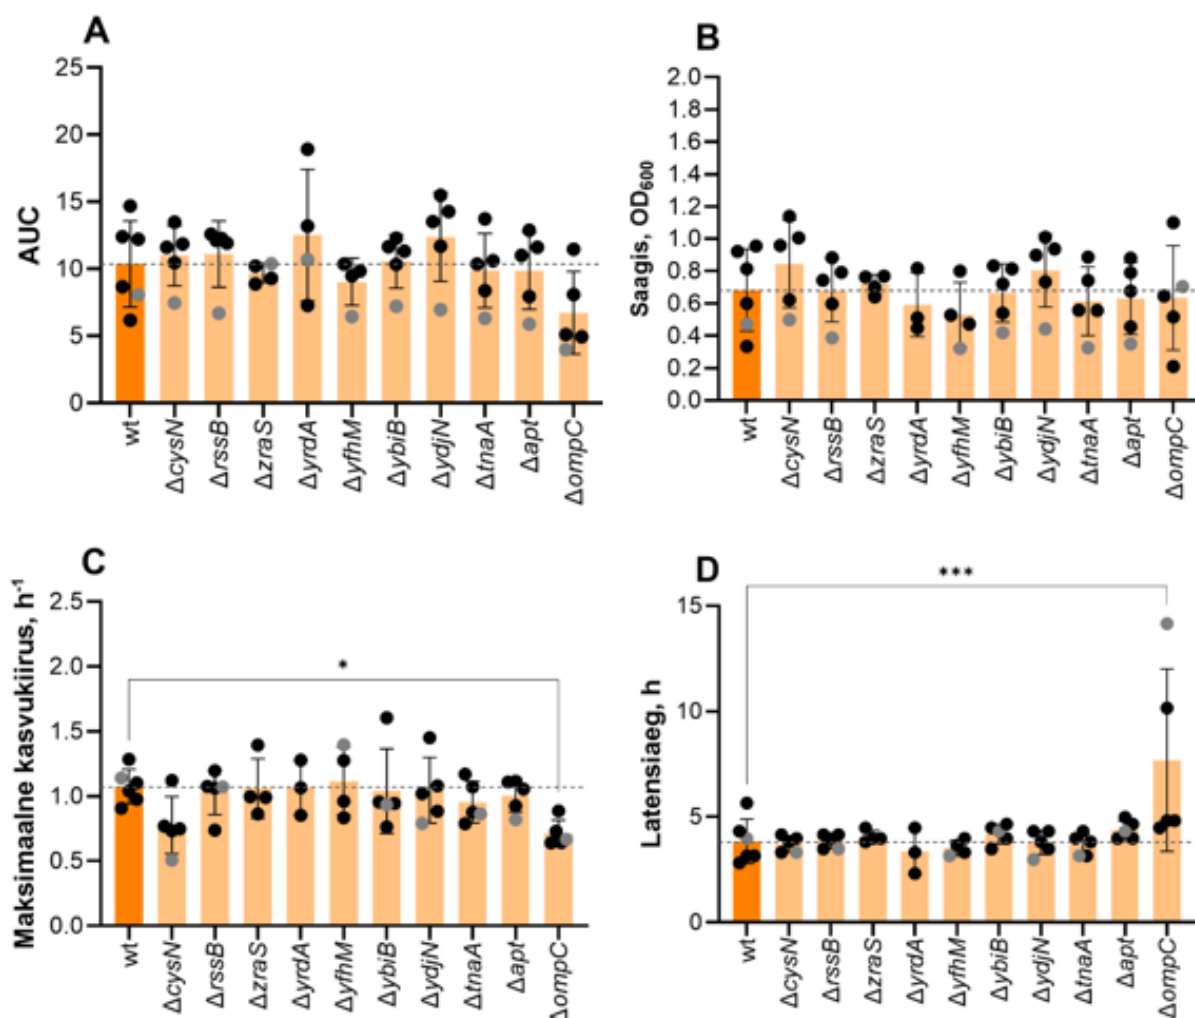 A
AUC
25
20
15
10
5
0
wt
ΔcysN
ΔrssB
ΔzraS
ΔyrdA
ΔyfhM
ΔybiB
ΔydjN
ΔtnaA
Δapt
ΔompC
B
Saagis, OD600
2.0
1.8
1.6
1.4
1.2
1.0
0.8
0.6
0.4
0.2
0.0
wt
ΔcysN
ΔrssB
ΔzraS
ΔyrdA
ΔyfhM
ΔybiB
ΔydjN
ΔtnaA
Δapt
ΔompC
C
Maksimaalne kasvukiirus, h-1
2.5
2.0
1.5
1.0
0.5
0.0
*
wt
ΔcysN
ΔrssB
ΔzraS
ΔyrdA
ΔyfhM
ΔybiB
ΔydjN
ΔtnaA
Δapt
ΔompC
D
Latensiaeg, h
15
10
5
0
***
wt
ΔcysN
ΔrssB
ΔzraS
ΔyrdA
ΔyfhM
ΔybiB
ΔydjN
ΔtnaA
Δapt
ΔompC